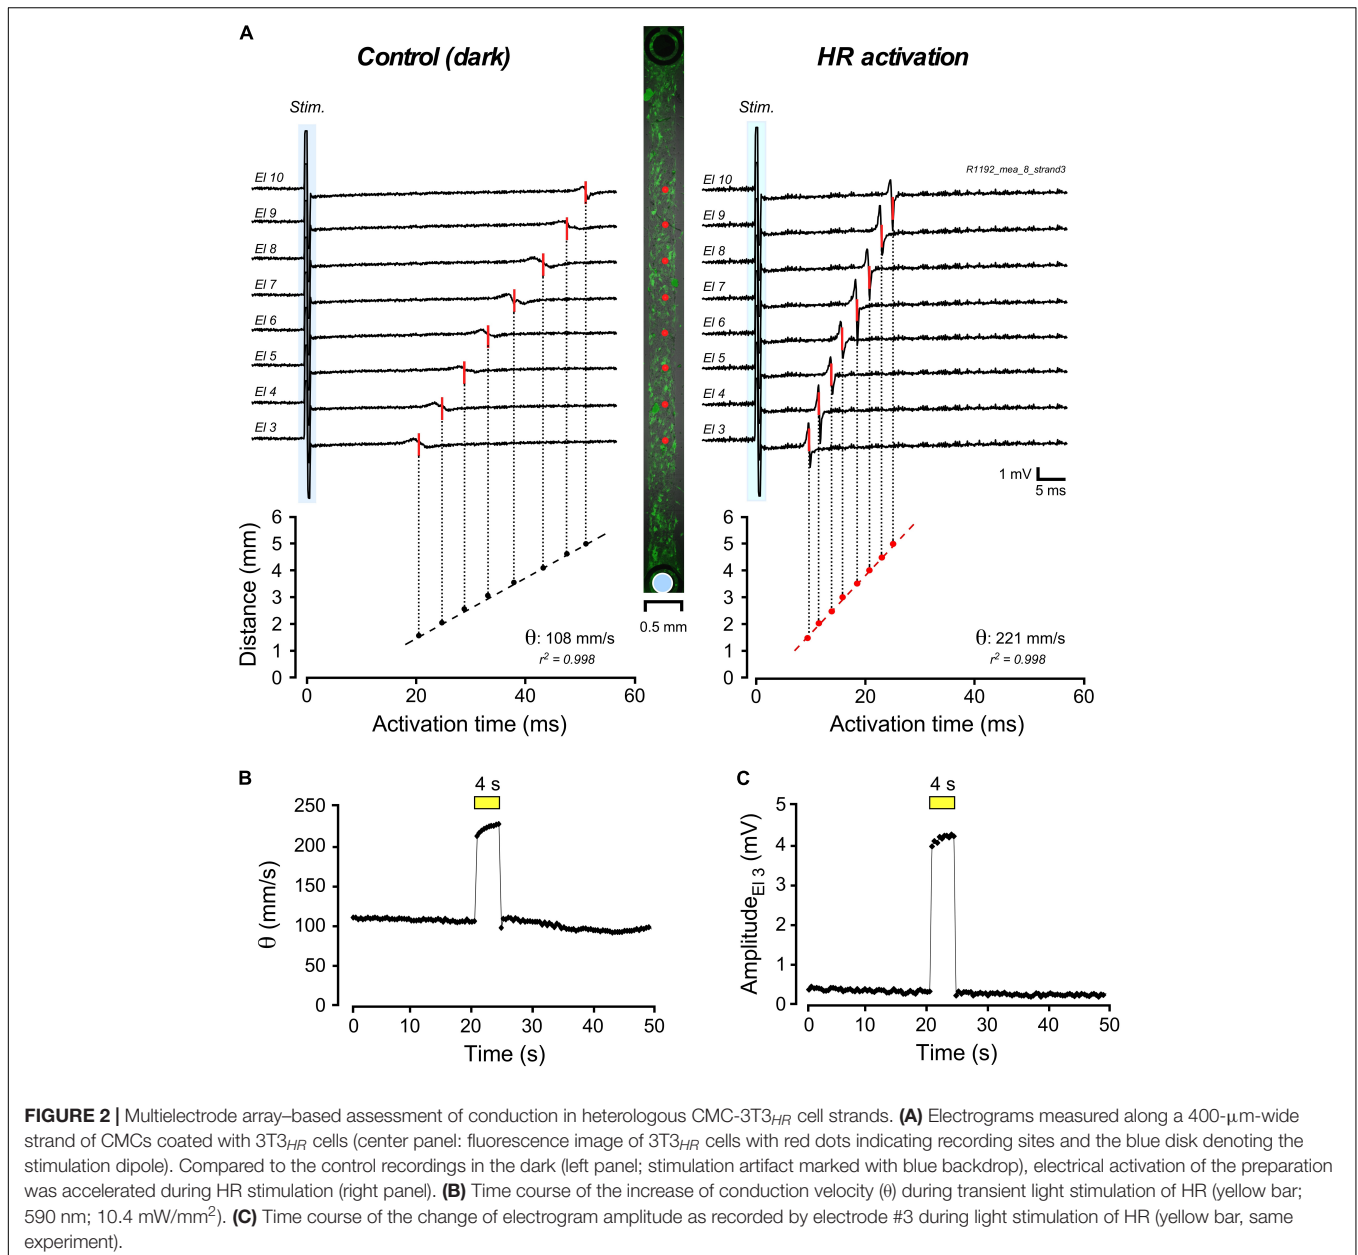 A
Control (dark)
HR activation
Stim.
Stim.
R1192_mea_8_strand3
El 10
El 9
El 8
El 7
El 6
El 5
El 4
El 3
El 10
El 9
El 8
El 7
El 6
El 5
El 4
El 3
1 mV
5 ms
Distance (mm)
6
5
4
3
2
1
0
θ: 108 mm/s
r² = 0.998
0 20 40 60
Activation time (ms)
0.5 mm
6
5
4
3
2
1
0
θ: 221 mm/s
r² = 0.998
0 20 40 60
Activation time (ms)
B
4 s
θ (mm/s)
250
200
150
100
50
0
0 10 20 30 40 50
Time (s)
C
4 s
Amplitude El 3 (mV)
5
4
3
2
1
0
0 10 20 30 40 50
Time (s)
FIGURE 2 | Multielectrode array–based assessment of conduction in heterologous CMC-3T3HR cell strands. (A) Electrograms measured along a 400-μm-wide
strand of CMCs coated with 3T3HR cells (center panel: fluorescence image of 3T3HR cells with red dots indicating recording sites and the blue disk denoting the
stimulation dipole). Compared to the control recordings in the dark (left panel; stimulation artifact marked with blue backdrop), electrical activation of the preparation
was accelerated during HR stimulation (right panel). (B) Time course of the increase of conduction velocity (θ) during transient light stimulation of HR (yellow bar;
590 nm; 10.4 mW/mm²). (C) Time course of the change of electrogram amplitude as recorded by electrode #3 during light stimulation of HR (yellow bar, same
experiment).